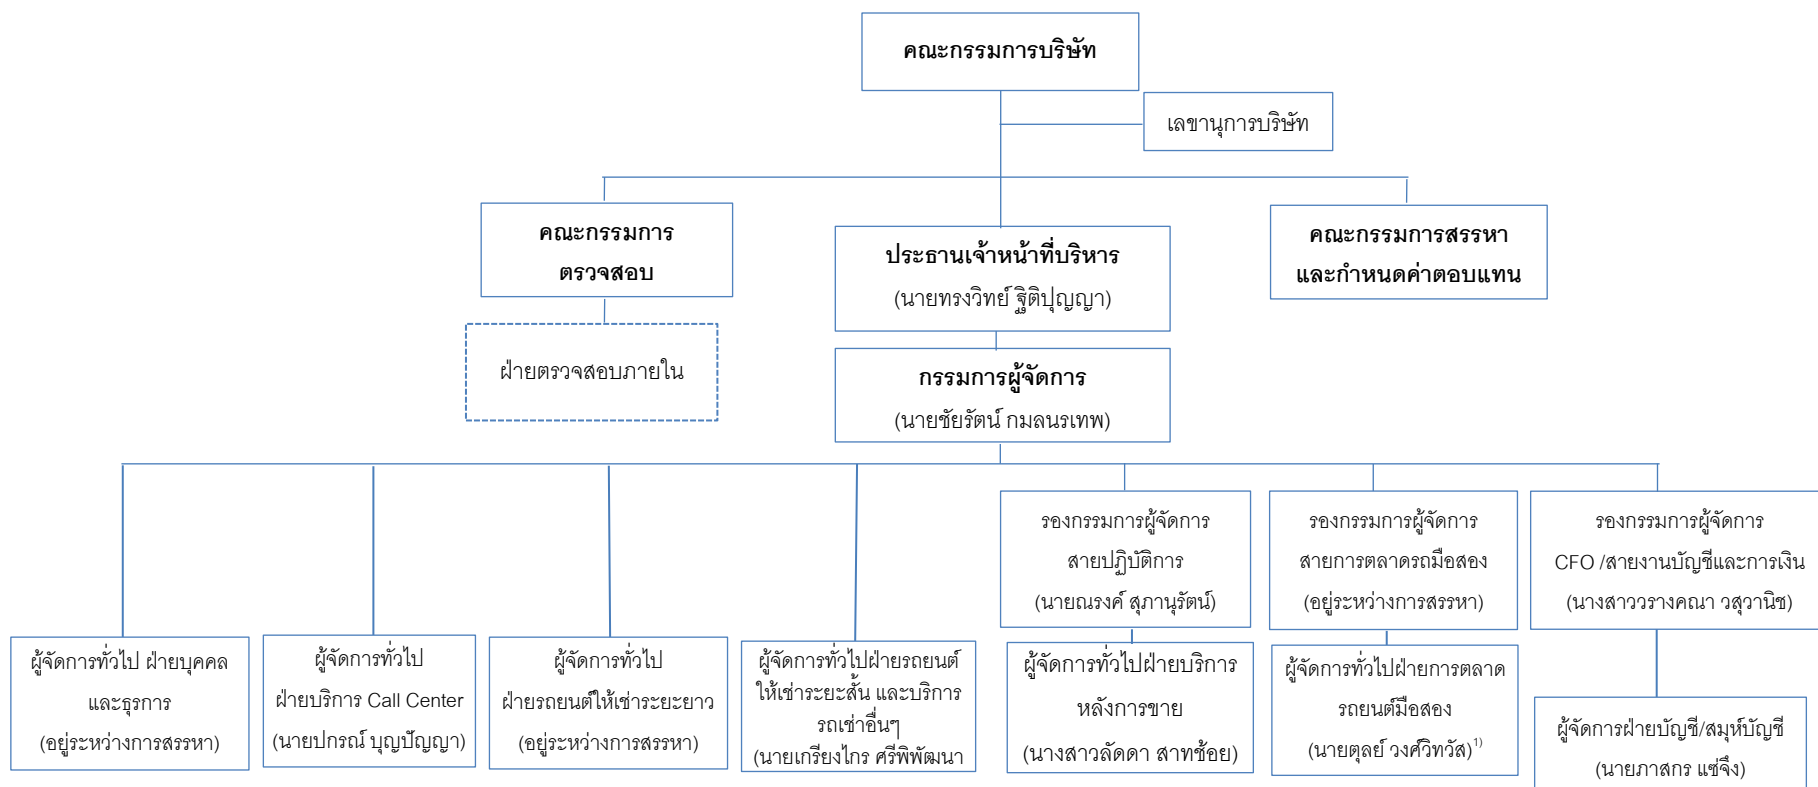 คณะกรรมการบริษัท
เลขานุการบริษัท
คณะกรรมการ
ตรวจสอบ
ประธานเจ้าหน้าที่บริหาร
(นายทรงวิทย์ ฐิติปุญญา)
คณะกรรมการสรรหา
และกำหนดค่าตอบแทน
ฝ่ายตรวจสอบภายใน
กรรมการผู้จัดการ
(นายชัยรัตน์ กมลนรเทพ)
รองกรรมการผู้จัดการ
สายปฏิบัติการ
(นายณรงค์ สุภานุรัตน์)
รองกรรมการผู้จัดการ
สายการตลาดรถมือสอง
(อยู่ระหว่างการสรรหา)
รองกรรมการผู้จัดการ
CFO /สายงานบัญชีและการเงิน
(นางสาววรางคณา วสุวานิช)
ผู้จัดการทั่วไป ฝ่ายบุคคล
และธุรการ
(อยู่ระหว่างการสรรหา)
ผู้จัดการทั่วไป
ฝ่ายบริการ Call Center
(นายปกรณ์ บุญปัญญา)
ผู้จัดการทั่วไป
ฝ่ายรถยนต์ให้เช่าระยะยาว
(อยู่ระหว่างการสรรหา)
ผู้จัดการทั่วไปฝ่ายรถยนต์
ให้เช่าระยะสั้น และบริการ
รถเช่าอื่นๆ
(นายเกรียงไกร ศรีพิพัฒนา
ผู้จัดการทั่วไปฝ่ายบริการ
หลังการขาย
(นางสาวลัดดา สาทช้อย)
ผู้จัดการทั่วไปฝ่ายการตลาด
รถยนต์มือสอง
(นายตุลย์ วงศ์วิทวัส)1)
ผู้จัดการฝ่ายบัญชี/สมุห์บัญชี
(นายภาสกร แซ่จึง)